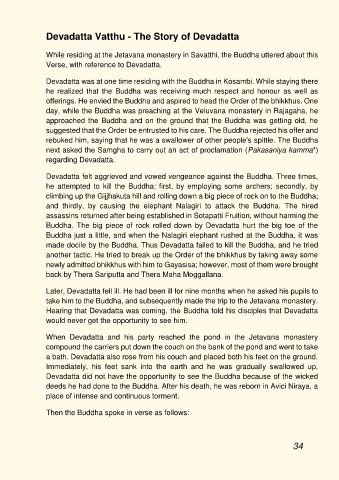 Devadatta Vatthu - The Story of Devadatta
While residing at the Jetavana monastery in Savatthi, the Buddha uttered about this
Verse, with reference to Devadatta.
Devadatta was at one time residing with the Buddha in Kosambi. While staying there
he realized that the Buddha was receiving much respect and honour as well as
offerings. He envied the Buddha and aspired to head the Order of the bhikkhus. One
day, while the Buddha was preaching at the Veluvana monastery in Rajagaha, he
approached the Buddha and on the ground that the Buddha was getting old, he
suggested that the Order be entrusted to his care. The Buddha rejected his offer and
rebuked him, saying that he was a swallower of other people's spittle. The Buddha
next asked the Samgha to carry out an act of proclamation (Pakasaniya kamma*)
regarding Devadatta.
Devadatta felt aggrieved and vowed vengeance against the Buddha. Three times,
he attempted to kill the Buddha: first, by employing some archers; secondly, by
climbing up the Gijjhakuta hill and rolling down a big piece of rock on to the Buddha;
and thirdly, by causing the elephant Nalagiri to attack the Buddha. The hired
assassins returned after being established in Sotapatti Fruition, without harming the
Buddha. The big piece of rock rolled down by Devadatta hurt the big toe of the
Buddha just a little, and when the Nalagiri elephant rushed at the Buddha, it was
made docile by the Buddha. Thus Devadatta failed to kill the Buddha, and he tried
another tactic. He tried to break up the Order of the bhikkhus by taking away some
newly admitted bhikkhus with him to Gayasisa; however, most of them were brought
back by Thera Sariputta and Thera Maha Moggallana.
Later, Devadatta fell ill. He had been ill for nine months when he asked his pupils to
take him to the Buddha, and subsequently made the trip to the Jetavana monastery.
Hearing that Devadatta was coming, the Buddha told his disciples that Devadatta
would never get the opportunity to see him.
When Devadatta and his party reached the pond in the Jetavana monastery
compound the carriers put down the couch on the bank of the pond and went to take
a bath. Devadatta also rose from his couch and placed both his feet on the ground.
Immediately, his feet sank into the earth and he was gradually swallowed up,
Devadatta did not have the opportunity to see the Buddha because of the wicked
deeds he had done to the Buddha. After his death, he was reborn in Avici Niraya, a
place of intense and continuous torment.
Then the Buddha spoke in verse as follows:
34